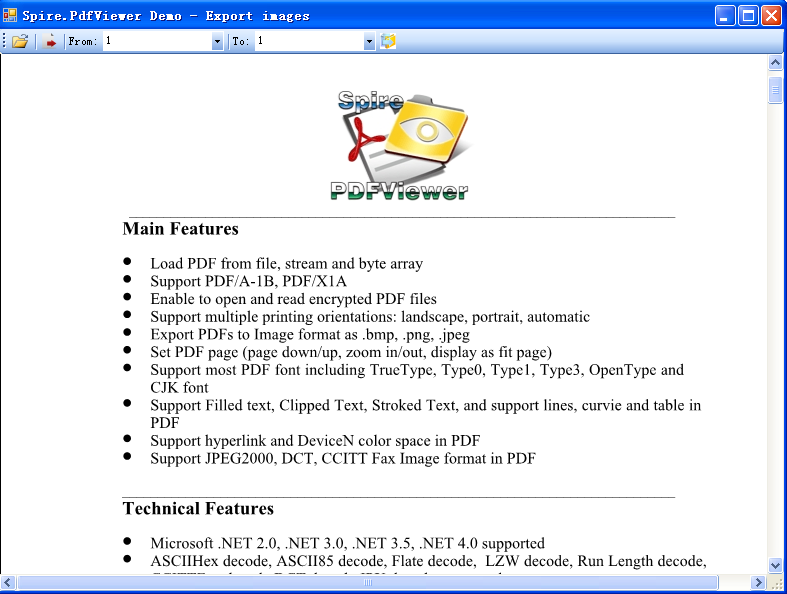 Spire.PdfViewer Demo - Export images
From: 1 To: 1
Spire
PDFViewer
Main Features
● Load PDF from file, stream and byte array
● Support PDF/A-1B, PDF/X1A
● Enable to open and read encrypted PDF files
● Support multiple printing orientations: landscape, portrait, automatic
● Export PDFs to Image format as .bmp, .png, .jpeg
● Set PDF page (page down/up, zoom in/out, display as fit page)
● Support most PDF font including TrueType, Type0, Type1, Type3, OpenType and
CJK font
● Support Filled text, Clipped Text, Stroked Text, and support lines, curvie and table in
PDF
● Support hyperlink and DeviceN color space in PDF
● Support JPEG2000, DCT, CCITT Fax Image format in PDF
Technical Features
● Microsoft .NET 2.0, .NET 3.0, .NET 3.5, .NET 4.0 supported
● ASCIIHex decode, ASCII85 decode, Flate decode, LZW decode, Run Length decode,